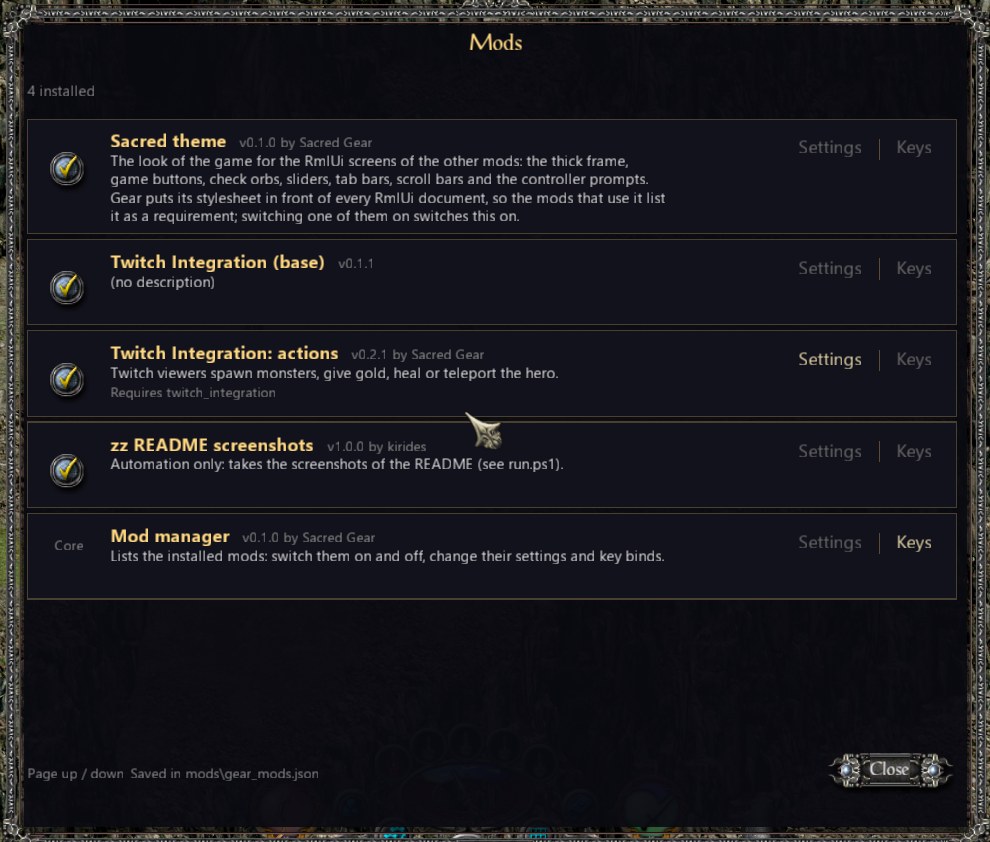 Mods
4 installed
Sacred theme v0.1.0 by Sacred Gear
Settings | Keys
The look of the game for the RmlUi screens of the other mods: the thick frame,
game buttons, check orbs, sliders, tab bars, scroll bars and the controller prompts.
Gear puts its stylesheet in front of every RmlUi document, so the mods that use it list
it as a requirement; switching one of them on switches this on.
Twitch Integration (base) v0.1.1
Settings | Keys
(no description)
Twitch Integration: actions v0.2.1 by Sacred Gear
Settings | Keys
Twitch viewers spawn monsters, give gold, heal or teleport the hero.
Requires twitch_integration
zz README screenshots v1.0.0 by kirides
Settings | Keys
Automation only: takes the screenshots of the README (see run.ps1).
Core
Mod manager v0.1.0 by Sacred Gear
Settings | Keys
Lists the installed mods: switch them on and off, change their settings and key binds.
Page up / down Saved in mods\gear_mods.json
Close